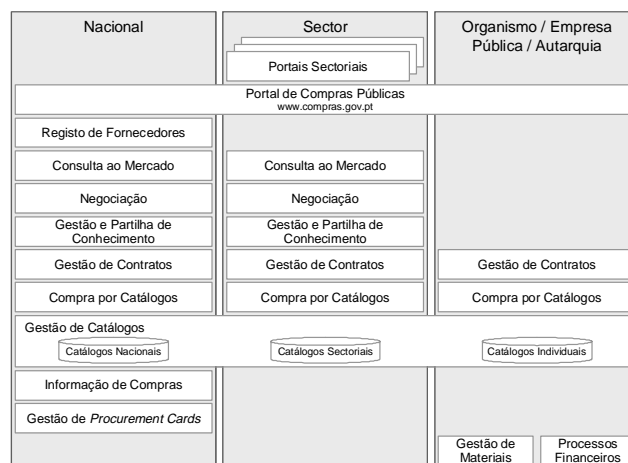 Nacional
Sector
Organismo / Empresa
Pública / Autarquia
Portais Sectoriais
Portal de Compras Públicas
www.compras.gov.pt
Registo de Fornecedores
Consulta ao Mercado
Consulta ao Mercado
Negociação
Negociação
Gestão e Partilha de
Conhecimento
Gestão e Partilha de
Conhecimento
Gestão de Contratos
Gestão de Contratos
Gestão de Contratos
Compra por Catálogos
Compra por Catálogos
Compra por Catálogos
Gestão de Catálogos
Catálogos Nacionais
Catálogos Sectoriais
Catálogos Individuais
Informação de Compras
Gestão de Procurement Cards
Gestão de
Materiais
Processos
Financeiros